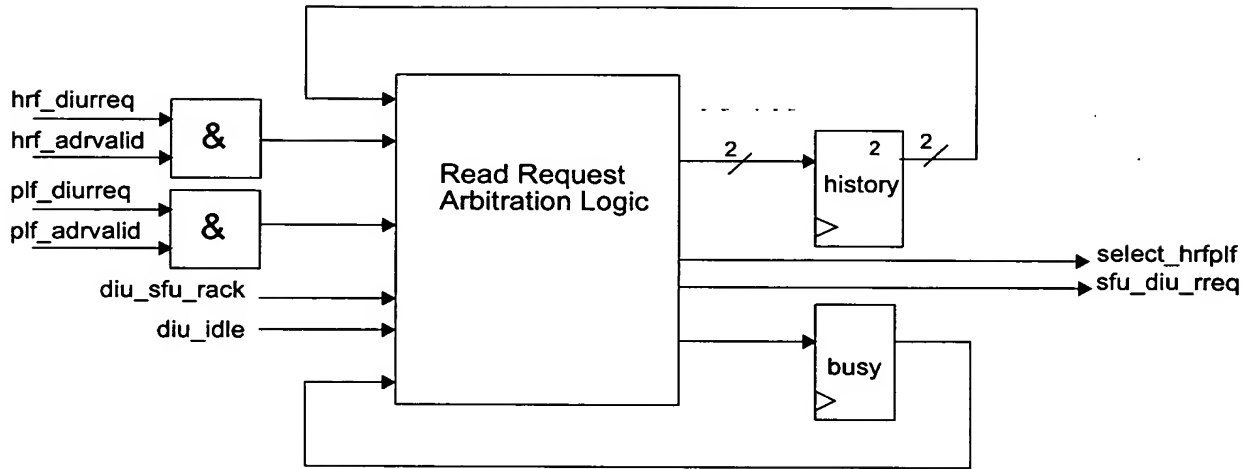 hrf_diurreq
hrf_adrvalid
&
plf_diurreq
plf_adrvalid
&
diu_sfu_rack
diu_idle
Read Request
Arbitration Logic
2
2
2
history
select_hrfplf
sfu_diu_rreq
busy